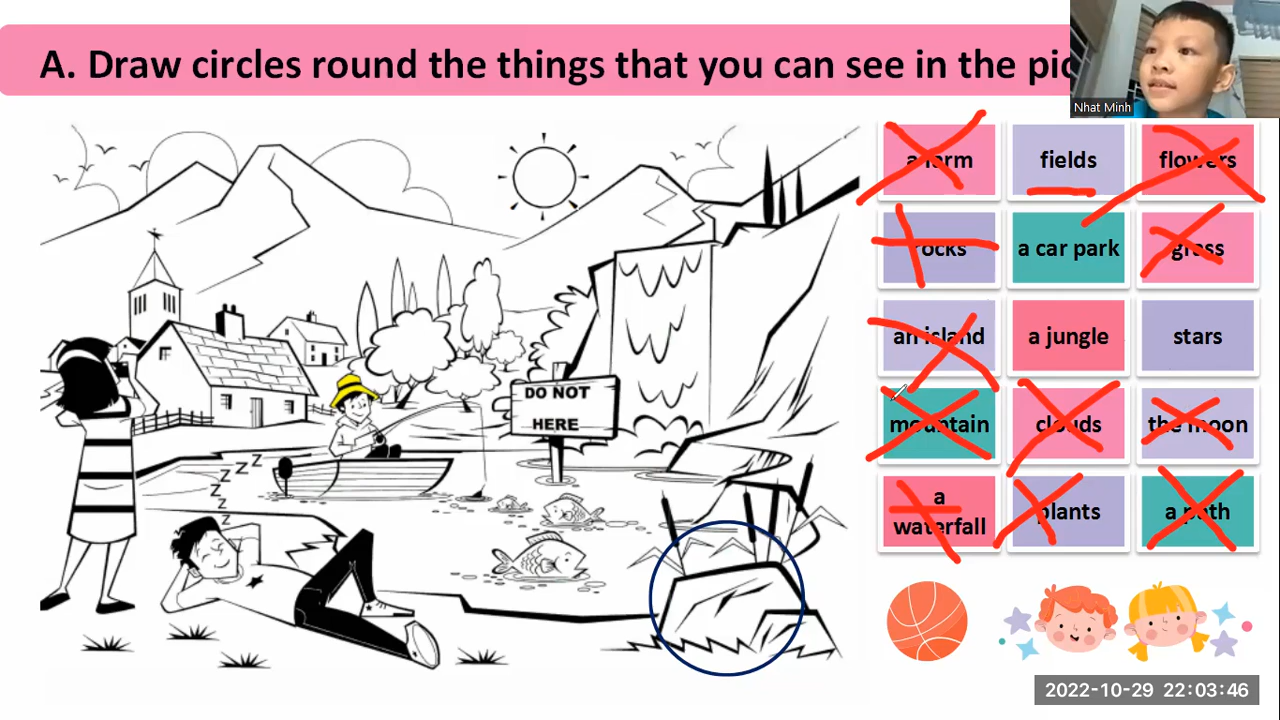 A. Draw circles round the things that you can see in the pic
Nhat Minh
a farm
fields
flowers
rocks
a car park
grass
an island
a jungle
stars
mountain
clouds
the moon
a
waterfall
plants
a path
DO NOT
HERE
z z z
z
z
z
z
2022-10-29 22:03:46